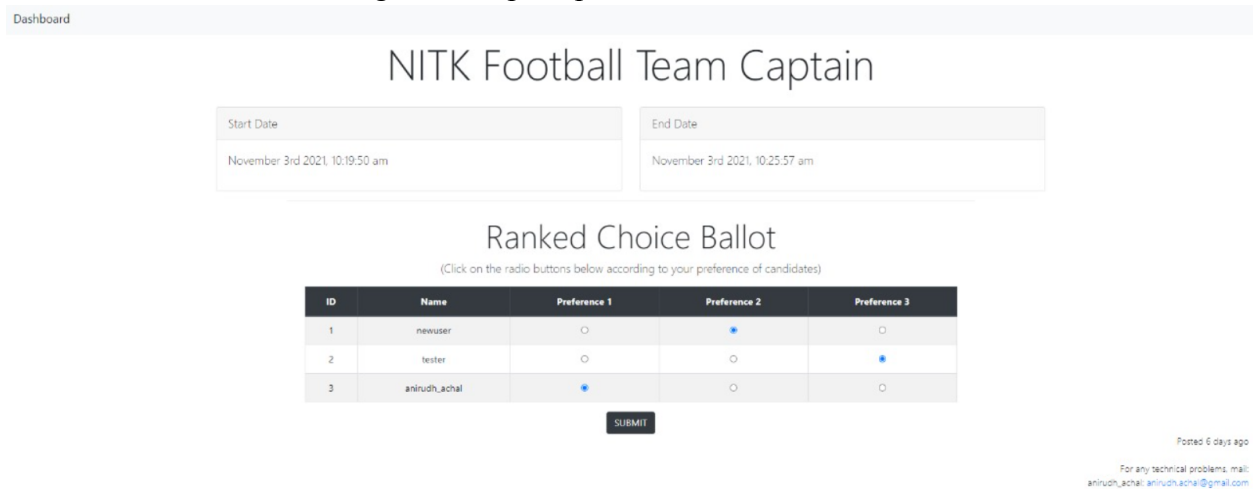 Dashboard
NITK Football Team Captain
Start Date End Date
November 3rd 2021, 10:19:50 am November 3rd 2021, 10:25:57 am
Ranked Choice Ballot
(Click on the radio buttons below according to your preference of candidates)
ID Name Preference 1 Preference 2 Preference 3
1 newuser
2 tester
3 anirudh_achal
SUBMIT
Posted 6 days ago
For any technical problems, mail:
anirudh_achal: anirudh.achal@gmail.com